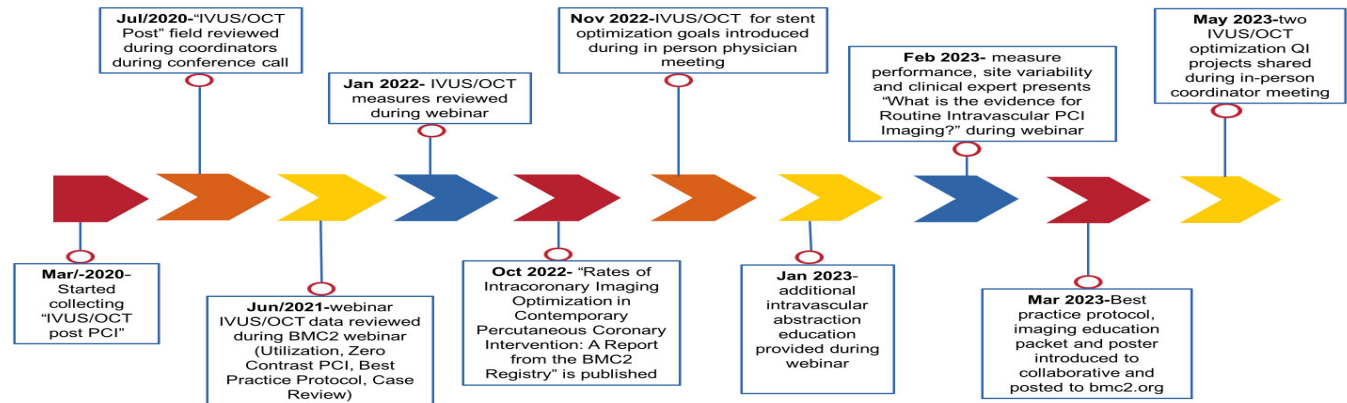 Jul/2020-“IVUS/OCT
Post” field reviewed
during coordinators
during conference call
Nov 2022-IVUS/OCT for stent
optimization goals introduced
during in person physician
meeting
May 2023-two
IVUS/OCT
optimization QI
projects shared
during in-person
coordinator meeting
Jan 2022- IVUS/OCT
measures reviewed
during webinar
Feb 2023- measure
performance, site variability
and clinical expert presents
“What is the evidence for
Routine Intravascular PCI
Imaging?” during webinar
Mar/-2020-
Started
collecting
“IVUS/OCT
post PCI”
Jun/2021-webinar
IVUS/OCT data reviewed
during BMC2 webinar
(Utilization, Zero
Contrast PCI, Best
Practice Protocol, Case
Review)
Oct 2022- “Rates of
Intracoronary Imaging
Optimization in
Contemporary
Percutaneous Coronary
Intervention: A Report
from the BMC2
Registry” is published
Jan 2023-
additional
intravascular
abstraction
education
provided during
webinar
Mar 2023-Best
practice protocol,
imaging education
packet and poster
introduced to
collaborative and
posted to bmc2.org